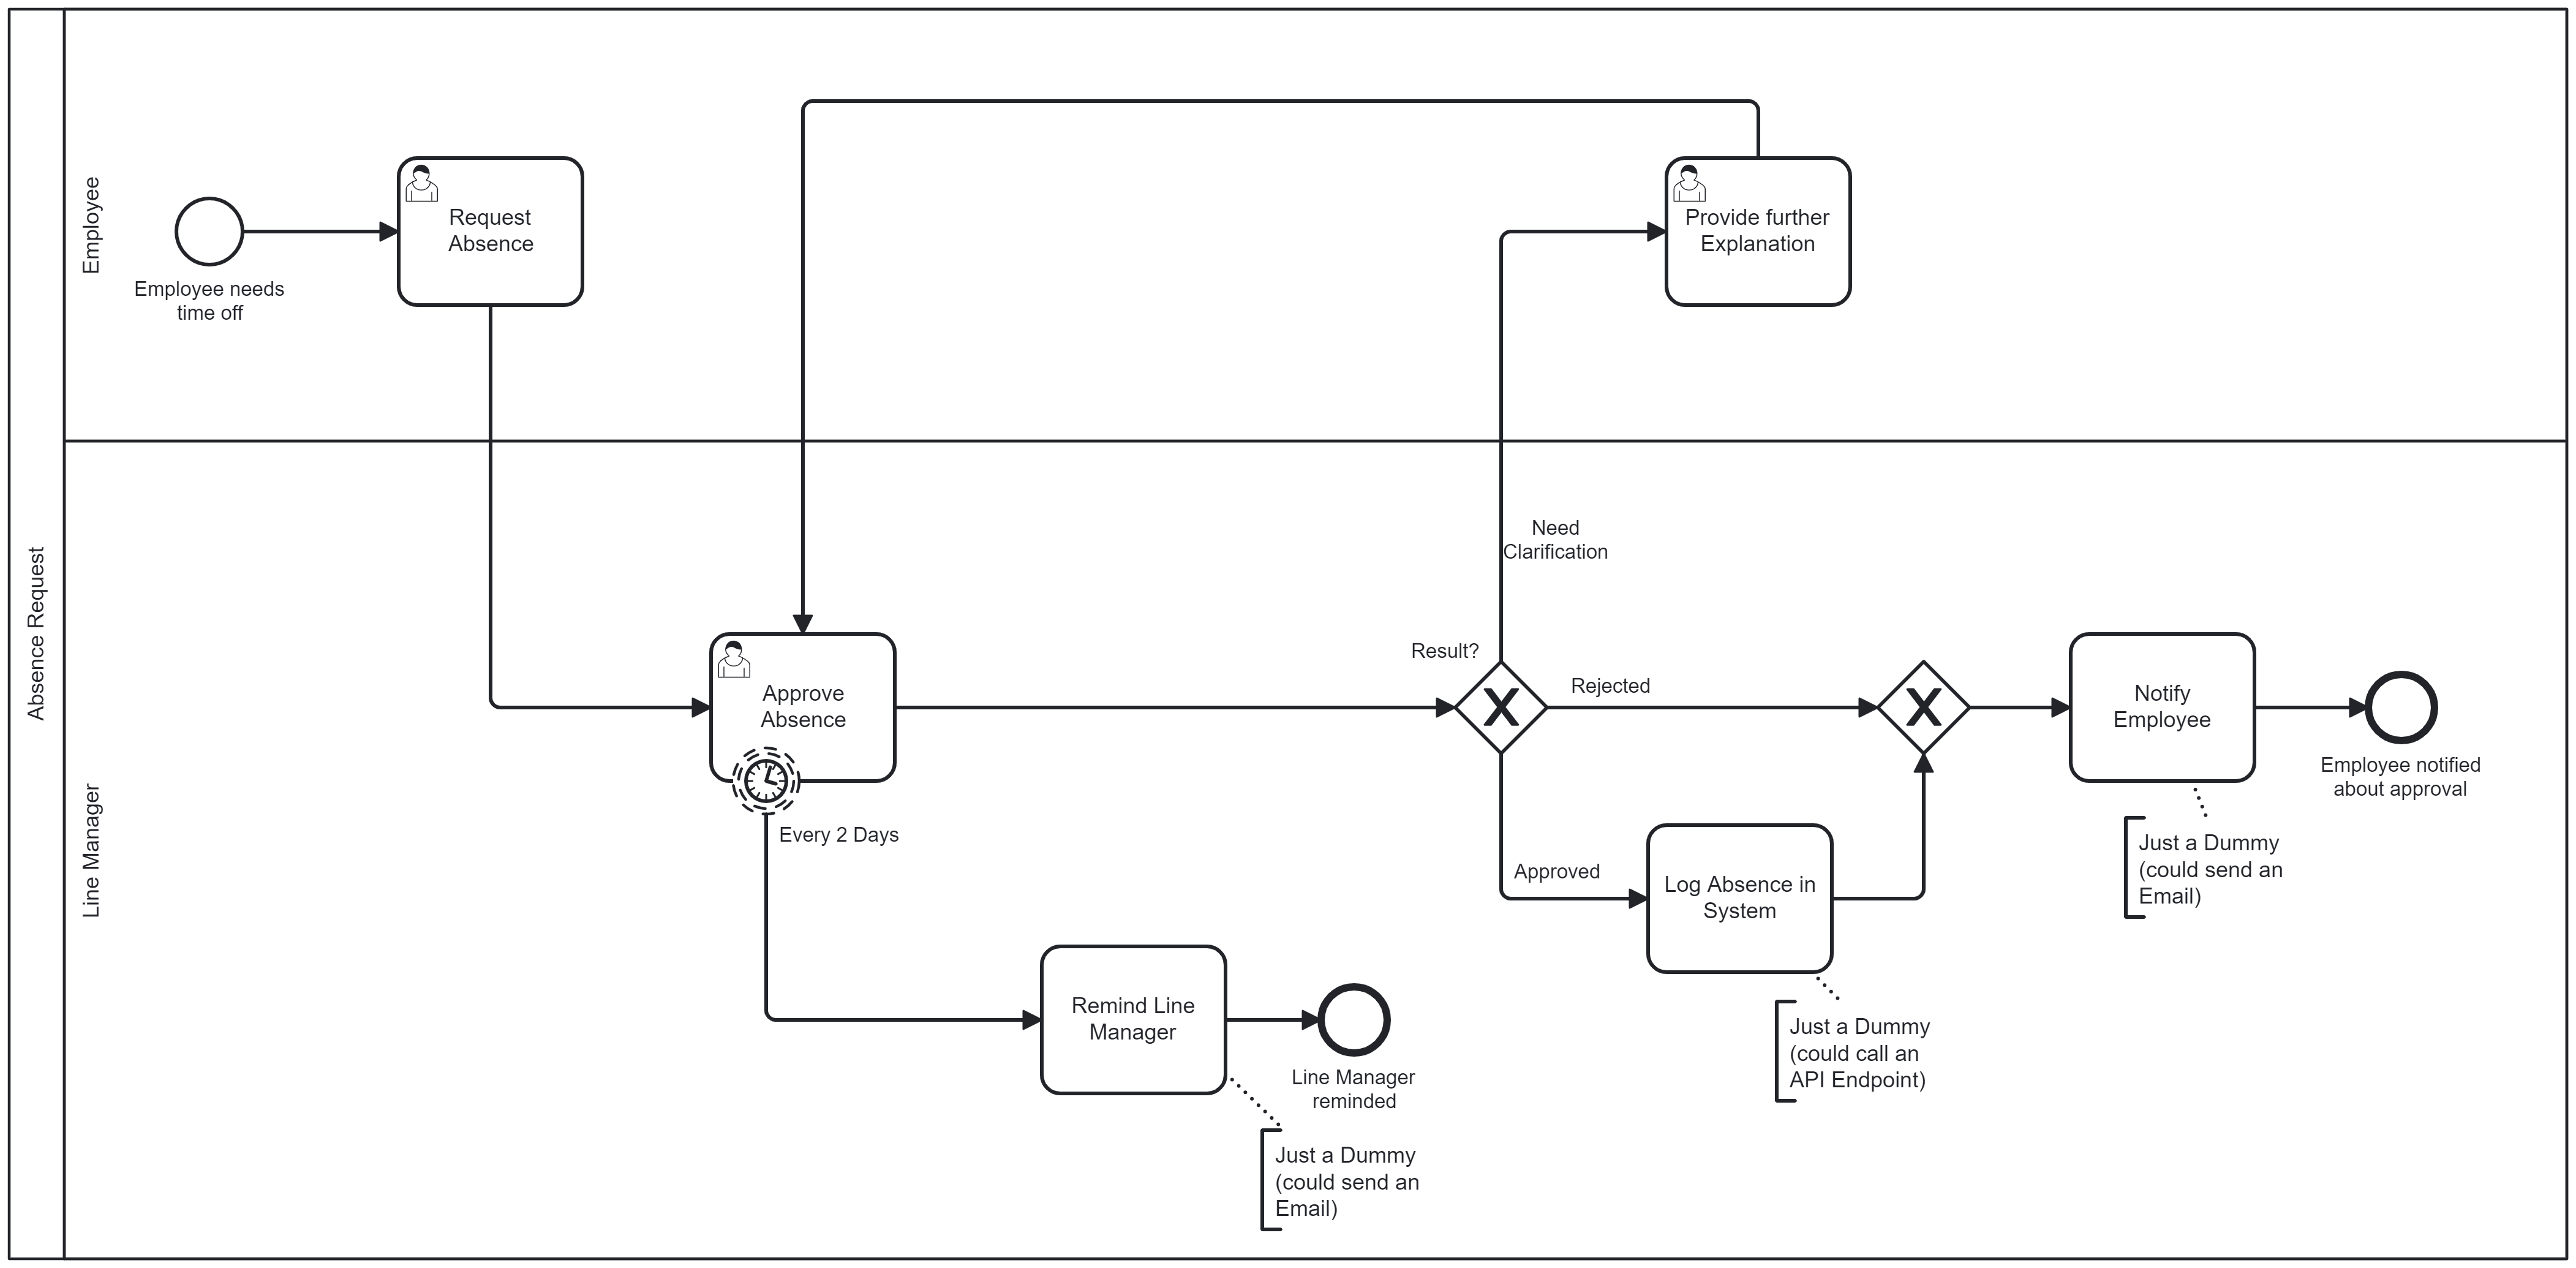 Absence Request
Employee
Employee needs
time off
Request
Absence
Provide further
Explanation
Line Manager
Approve
Absence
Every 2 Days
Remind Line
Manager
Line Manager
reminded
Just a Dummy
(could send an
Email)
Result?
Need
Clarification
Rejected
Approved
Log Absence in
System
Just a Dummy
(could call an
API Endpoint)
Notify
Employee
Just a Dummy
(could send an
Email)
Employee notified
about approval